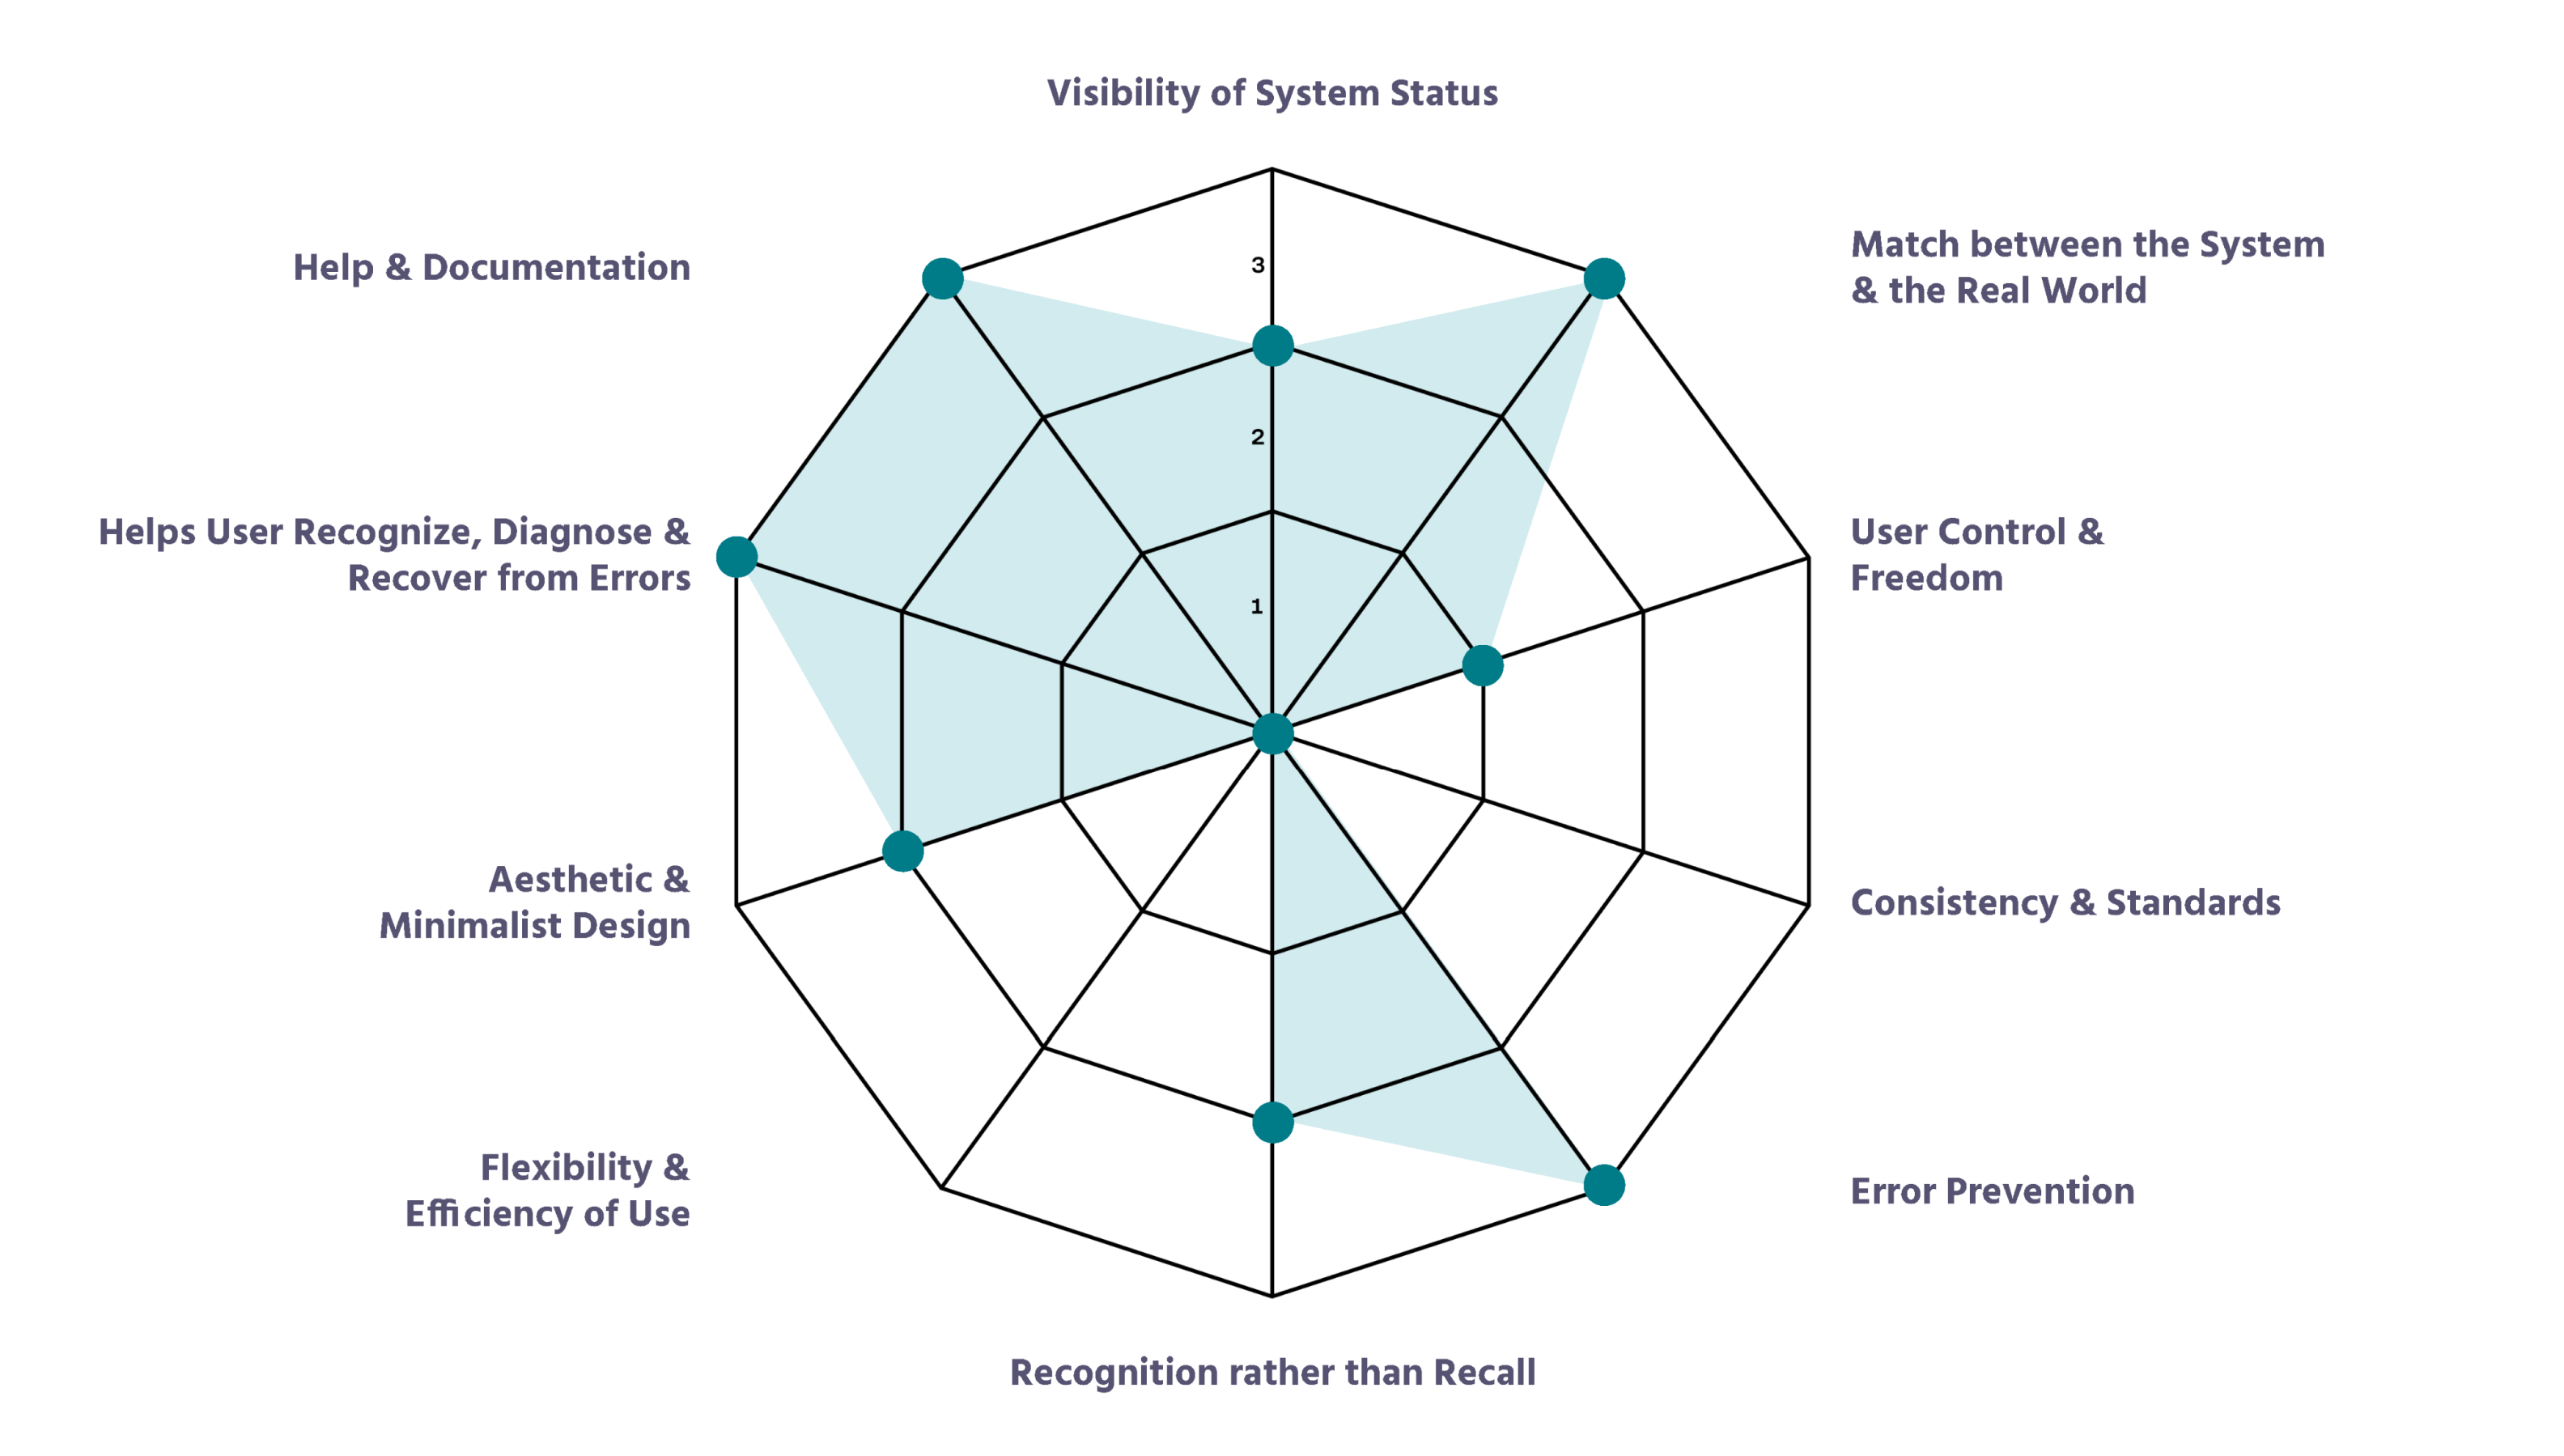 Visibility of System Status
Match between the System
& the Real World
User Control &
Freedom
Consistency & Standards
Error Prevention
Recognition rather than Recall
Flexibility &
Efficiency of Use
Aesthetic &
Minimalist Design
Helps User Recognize, Diagnose &
Recover from Errors
Help & Documentation
3
2
1